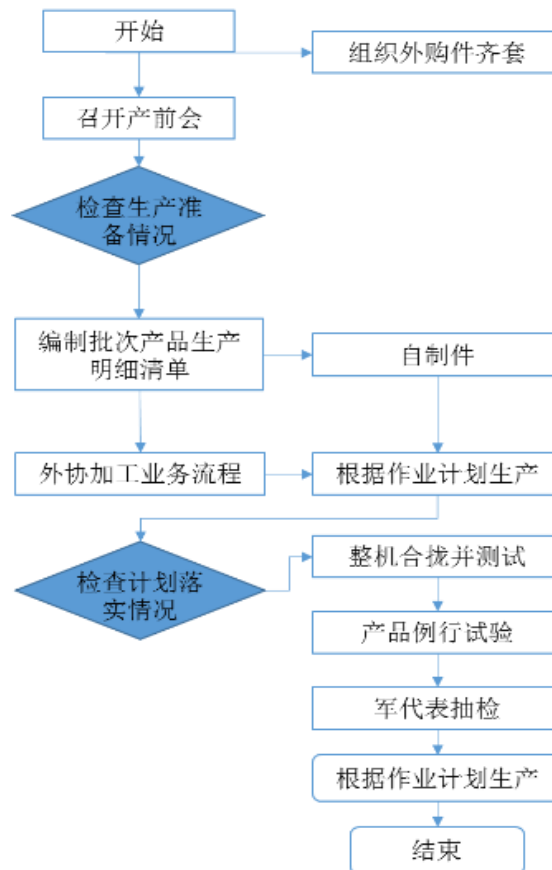 开始
组织外购件齐套
召开产前会
检查生产准
备情况
编制批次产品生产
明细清单
自制件
外协加工业务流程
根据作业计划生产
检查计划落
实情况
整机合拢并测试
产品例行试验
军代表抽检
根据作业计划生产
结束